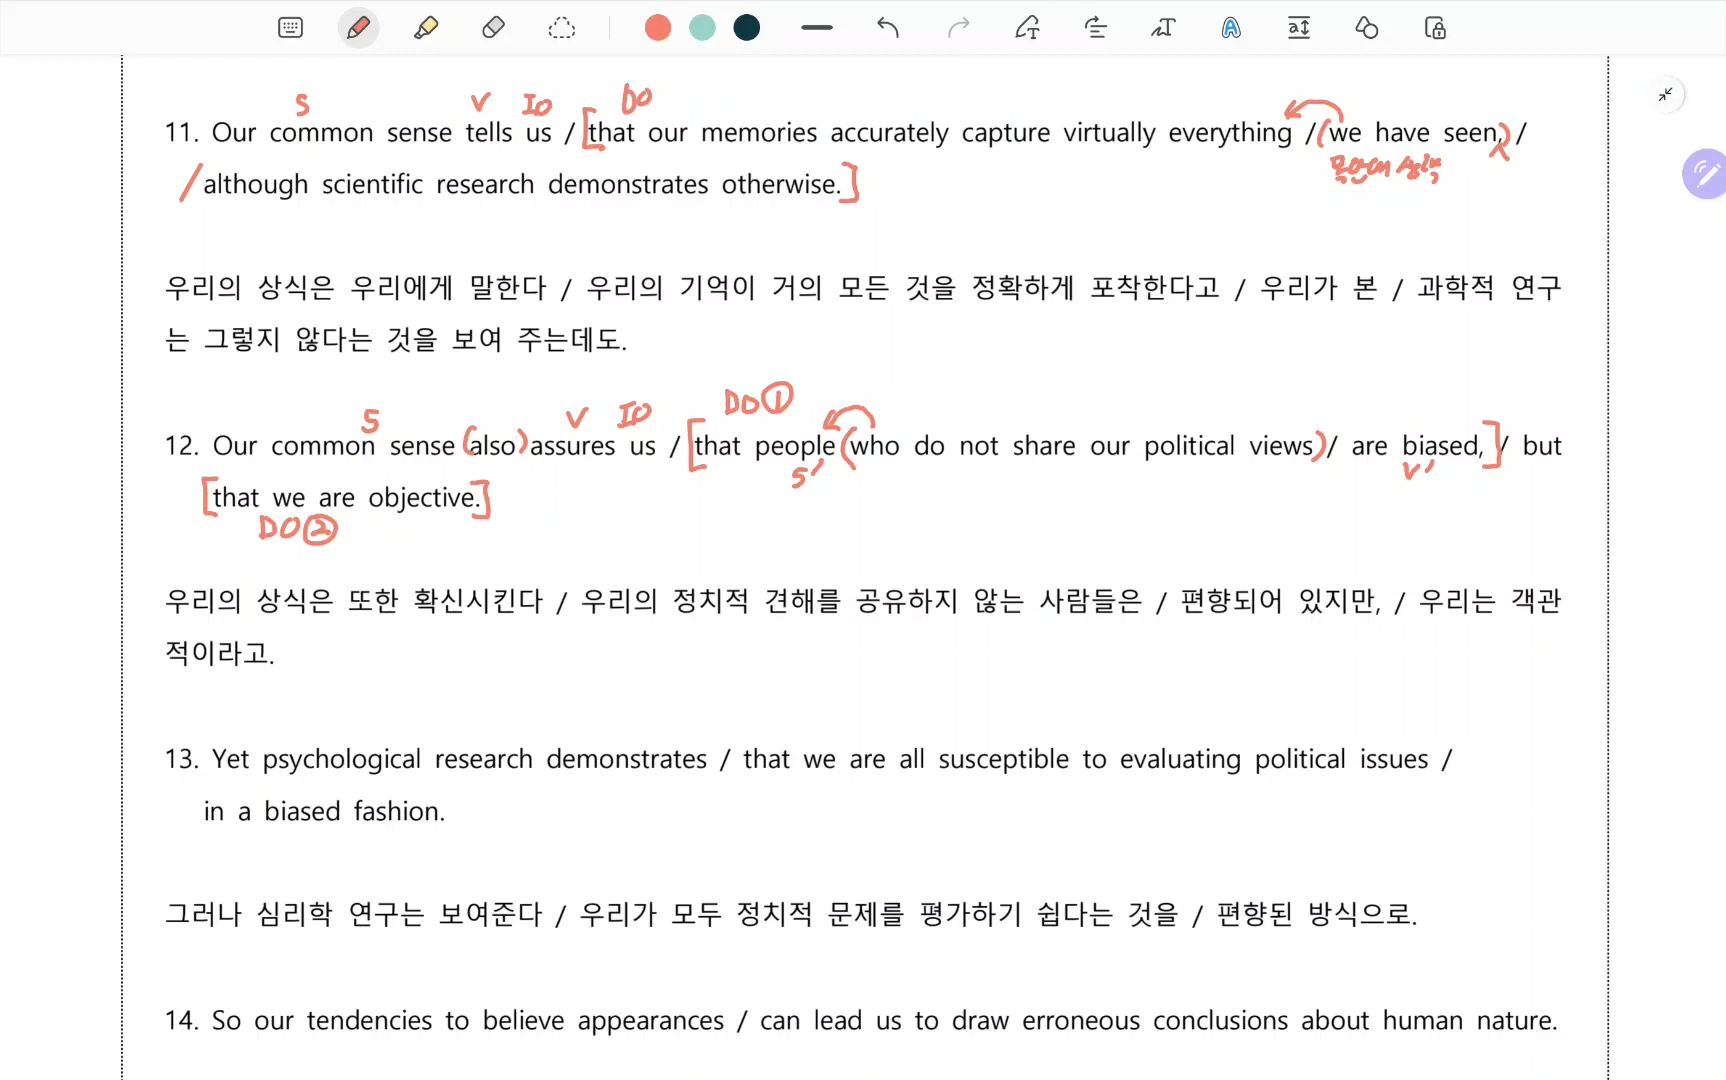 S V IO DO
11. Our common sense tells us / [that our memories accurately capture virtually everything / (we have seen,) /
목관대 생략
/ although scientific research demonstrates otherwise.]
우리의 상식은 우리에게 말한다 / 우리의 기억이 거의 모든 것을 정확하게 포착한다고 / 우리가 본 / 과학적 연구
는 그렇지 않다는 것을 보여 주는데도.
S V IO DO①
12. Our common sense (also) assures us / [that people (who do not share our political views) / are biased,] / but
S' V'
[that we are objective.]
DO②
우리의 상식은 또한 확신시킨다 / 우리의 정치적 견해를 공유하지 않는 사람들은 / 편향되어 있지만, / 우리는 객관
적이라고.
13. Yet psychological research demonstrates / that we are all susceptible to evaluating political issues /
in a biased fashion.
그러나 심리학 연구는 보여준다 / 우리가 모두 정치적 문제를 평가하기 쉽다는 것을 / 편향된 방식으로.
14. So our tendencies to believe appearances / can lead us to draw erroneous conclusions about human nature.